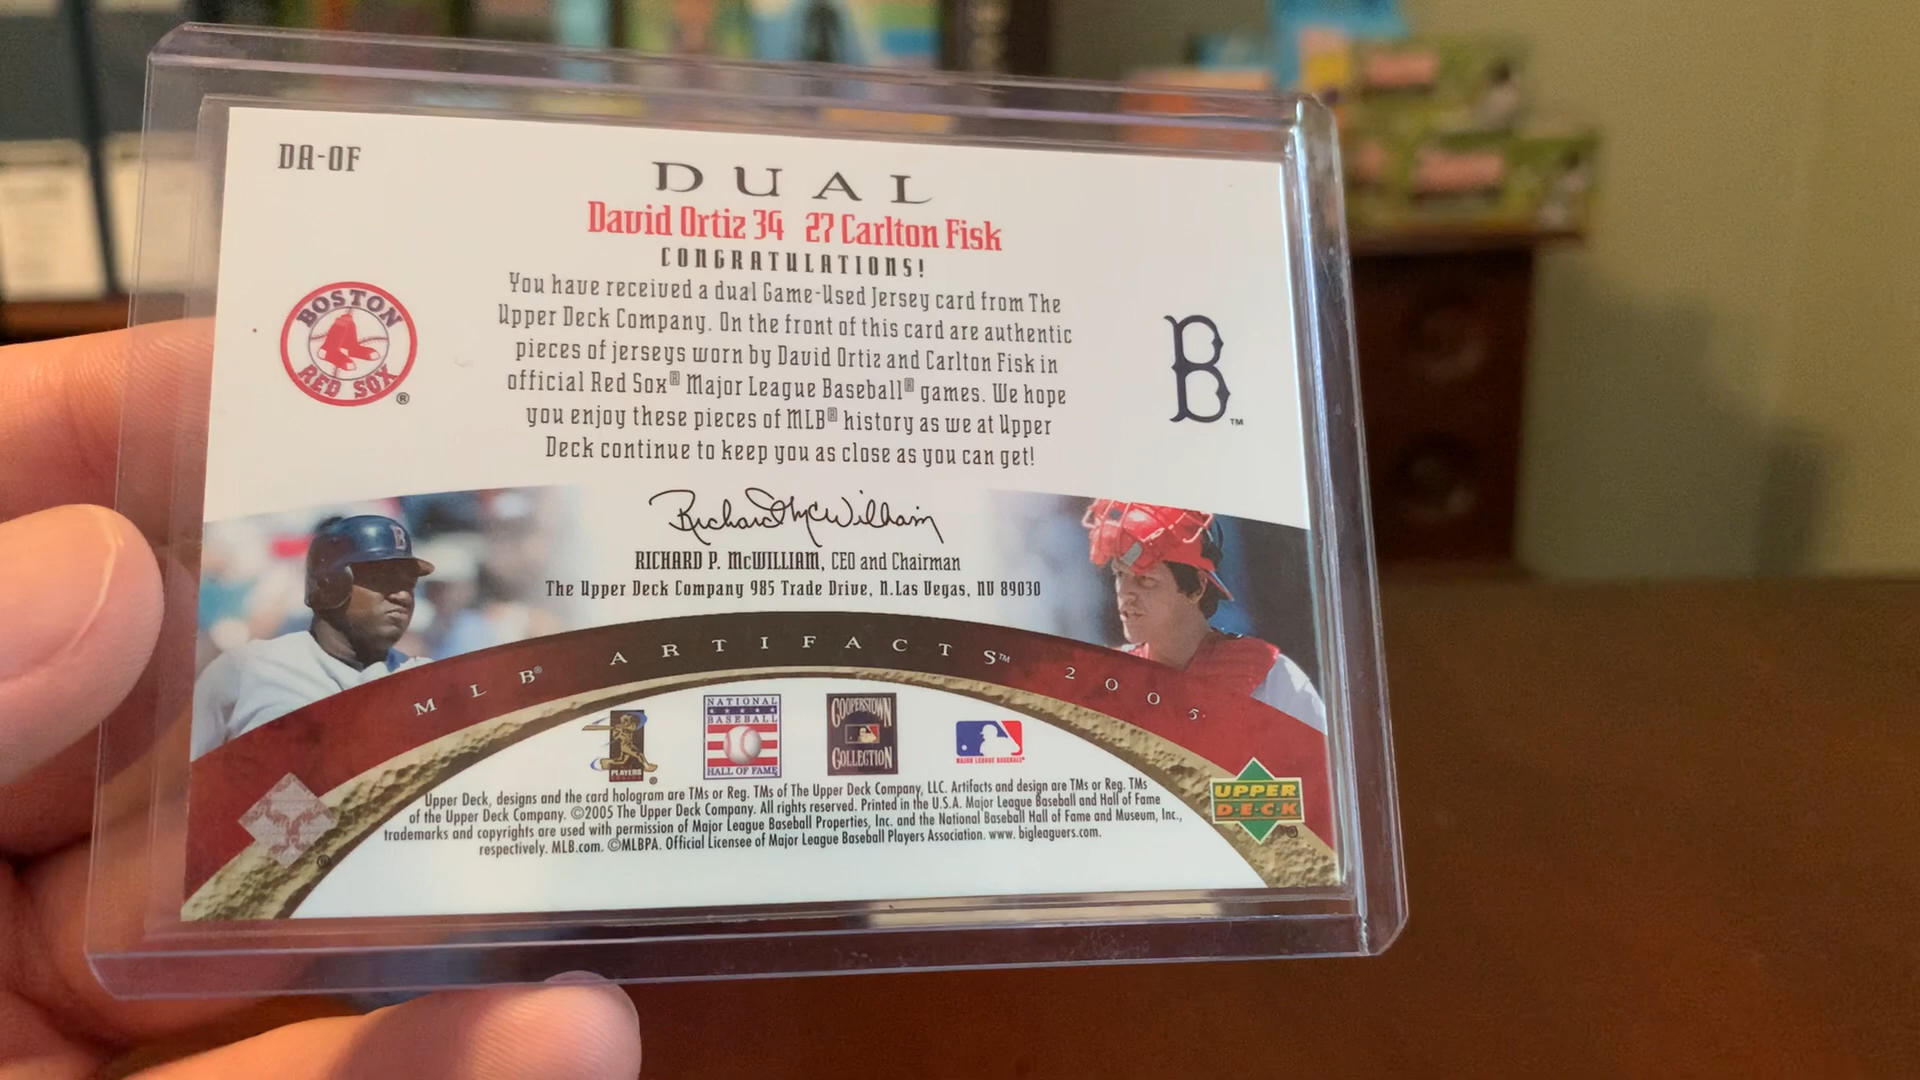 DA-OF
DUAL
David Ortiz 34 27 Carlton Fisk
CONGRATULATIONS!
You have received a dual Game-Used Jersey card from The
Upper Deck Company. On the front of this card are authentic
pieces of jerseys worn by David Ortiz and Carlton Fisk in
official Red Sox® Major League Baseball® games. We hope
you enjoy these pieces of MLB® history as we at Upper
Deck continue to keep you as close as you can get!
BOSTON
RED SOX
®
B
™
Richard McWilliam
RICHARD P. McWILLIAM, CEO and Chairman
The Upper Deck Company 985 Trade Drive, N.Las Vegas, NV 89030
B
MLB® ARTIFACTS™ 2005
PLAYERS
NATIONAL
BASEBALL
HALL OF FAME
COOPERSTOWN
COLLECTION
MAJOR LEAGUE BASEBALL®
UPPER
DECK
®
Upper Deck, designs and the card hologram are TMs or Reg. TMs of The Upper Deck Company, LLC. Artifacts and design are TMs or Reg. TMs
of the Upper Deck Company. ©2005 The Upper Deck Company. All rights reserved. Printed in the U.S.A. Major League Baseball and Hall of Fame
trademarks and copyrights are used with permission of Major League Baseball Properties, Inc. and the National Baseball Hall of Fame and Museum, Inc.,
respectively. MLB.com. ©MLBPA. Official Licensee of Major League Baseball Players Association. www. bigleaguers.com.